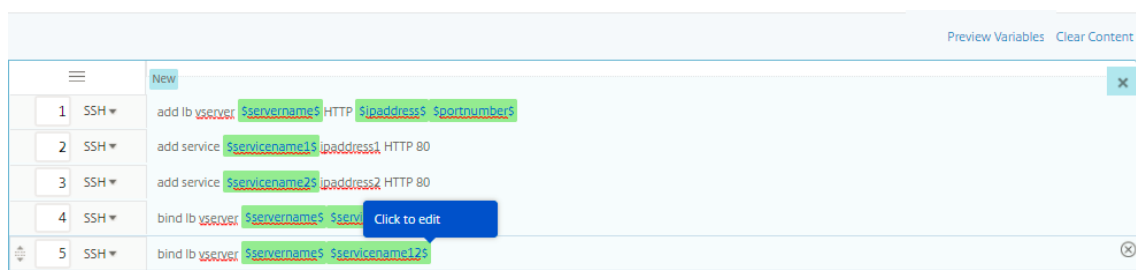 Preview Variables Clear Content
New
1 SSH add lb vserver $servername$ HTTP $ipaddress$ $portnumber$
2 SSH add service $servicename1$ ipaddress1 HTTP 80
3 SSH add service $servicename2$ ipaddress2 HTTP 80
4 SSH bind lb vserver $servername$ Click to edit
5 SSH bind lb vserver $servername$ $servicename12$